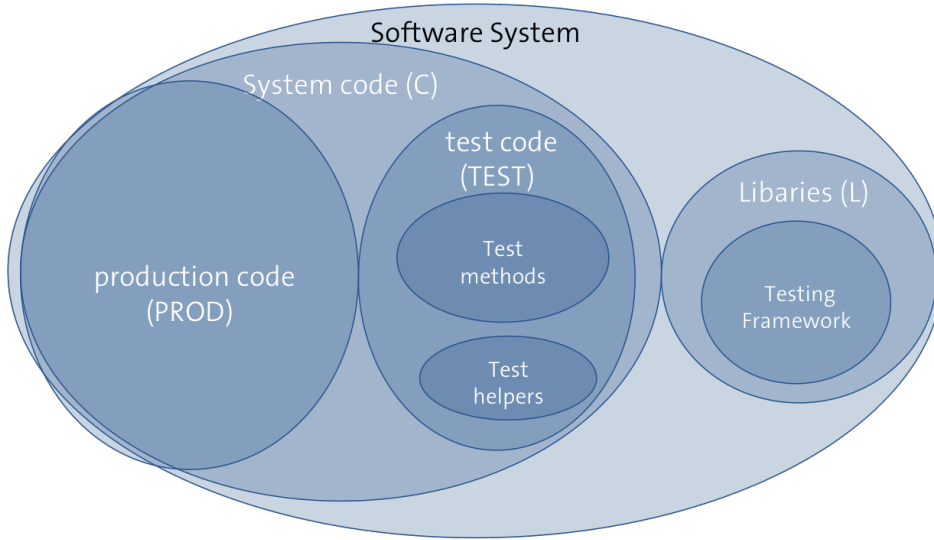 Software System
System code (C)
test code
(TEST)
Libaries (L)
Test
methods
production code
(PROD)
Testing
Framework
Test
helpers